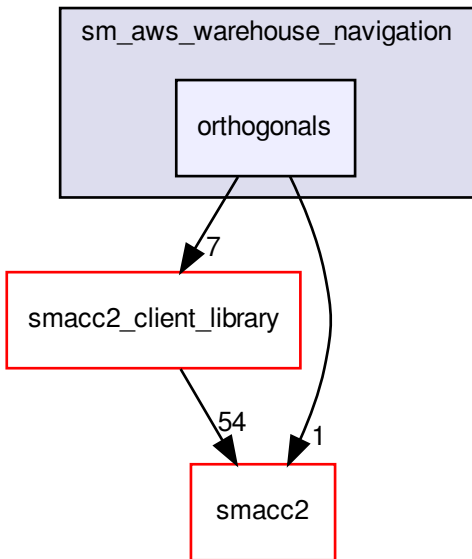 sm_aws_warehouse_navigation
orthogonals
7
smacc2_client_library
54
1
smacc2